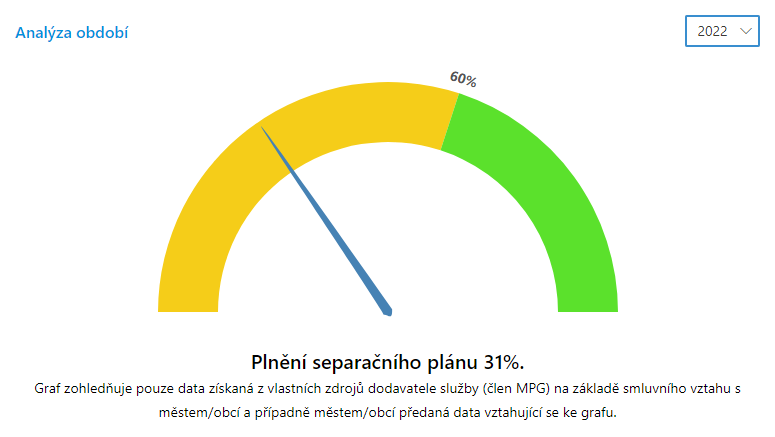 Analýza období
2022
60%
Plnění separačního plánu 31%.
Graf zohledňuje pouze data získaná z vlastních zdrojů dodavatele služby (člen MPG) na základě smluvního vztahu s
městem/obcí a případně městem/obcí předaná data vztahující se ke grafu.